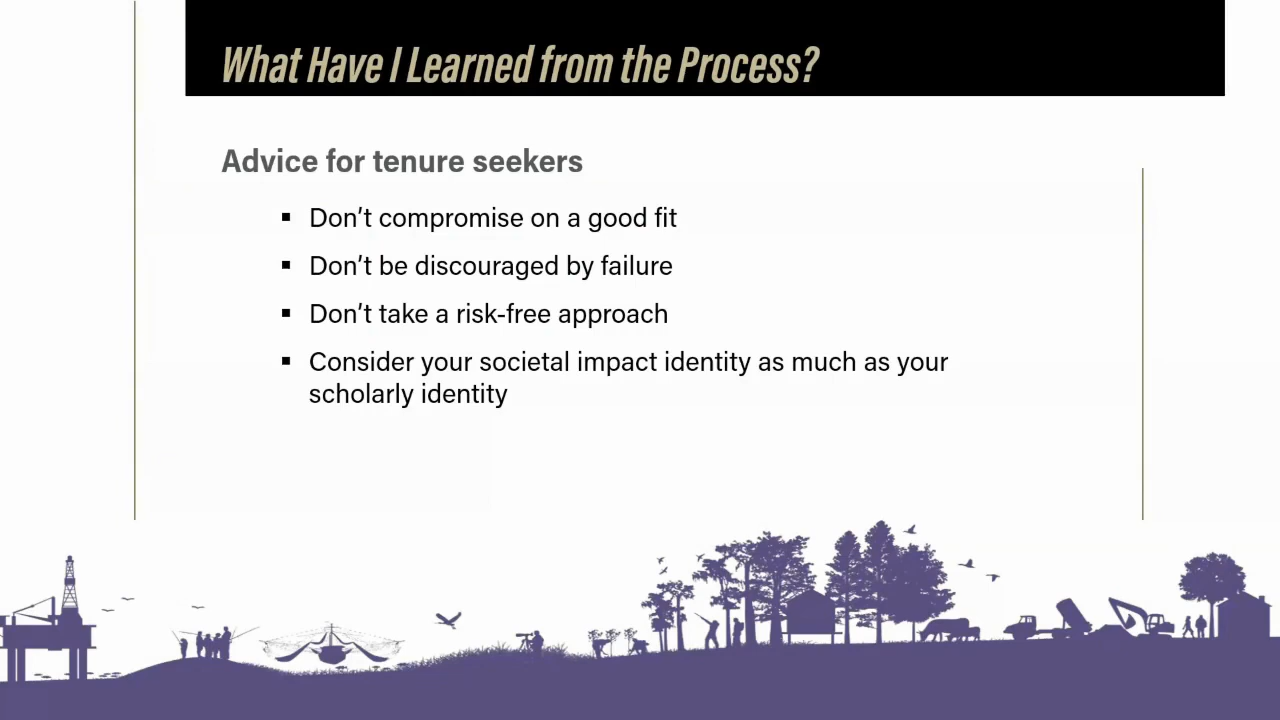 What Have I Learned from the Process?
Advice for tenure seekers
▪ Don’t compromise on a good fit
▪ Don’t be discouraged by failure
▪ Don’t take a risk-free approach
▪ Consider your societal impact identity as much as your
scholarly identity